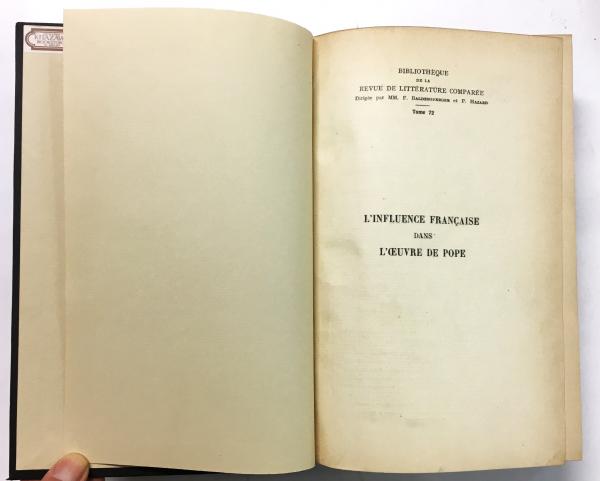 BIBLIOTHÈQUE
DE LA
REVUE DE LITTÉRATURE COMPARÉE
Dirigée par MM. F. BALDENSPERGER et P. HAZARD
Tome 72
L'INFLUENCE FRANÇAISE
DANS
L'ŒUVRE DE POPE